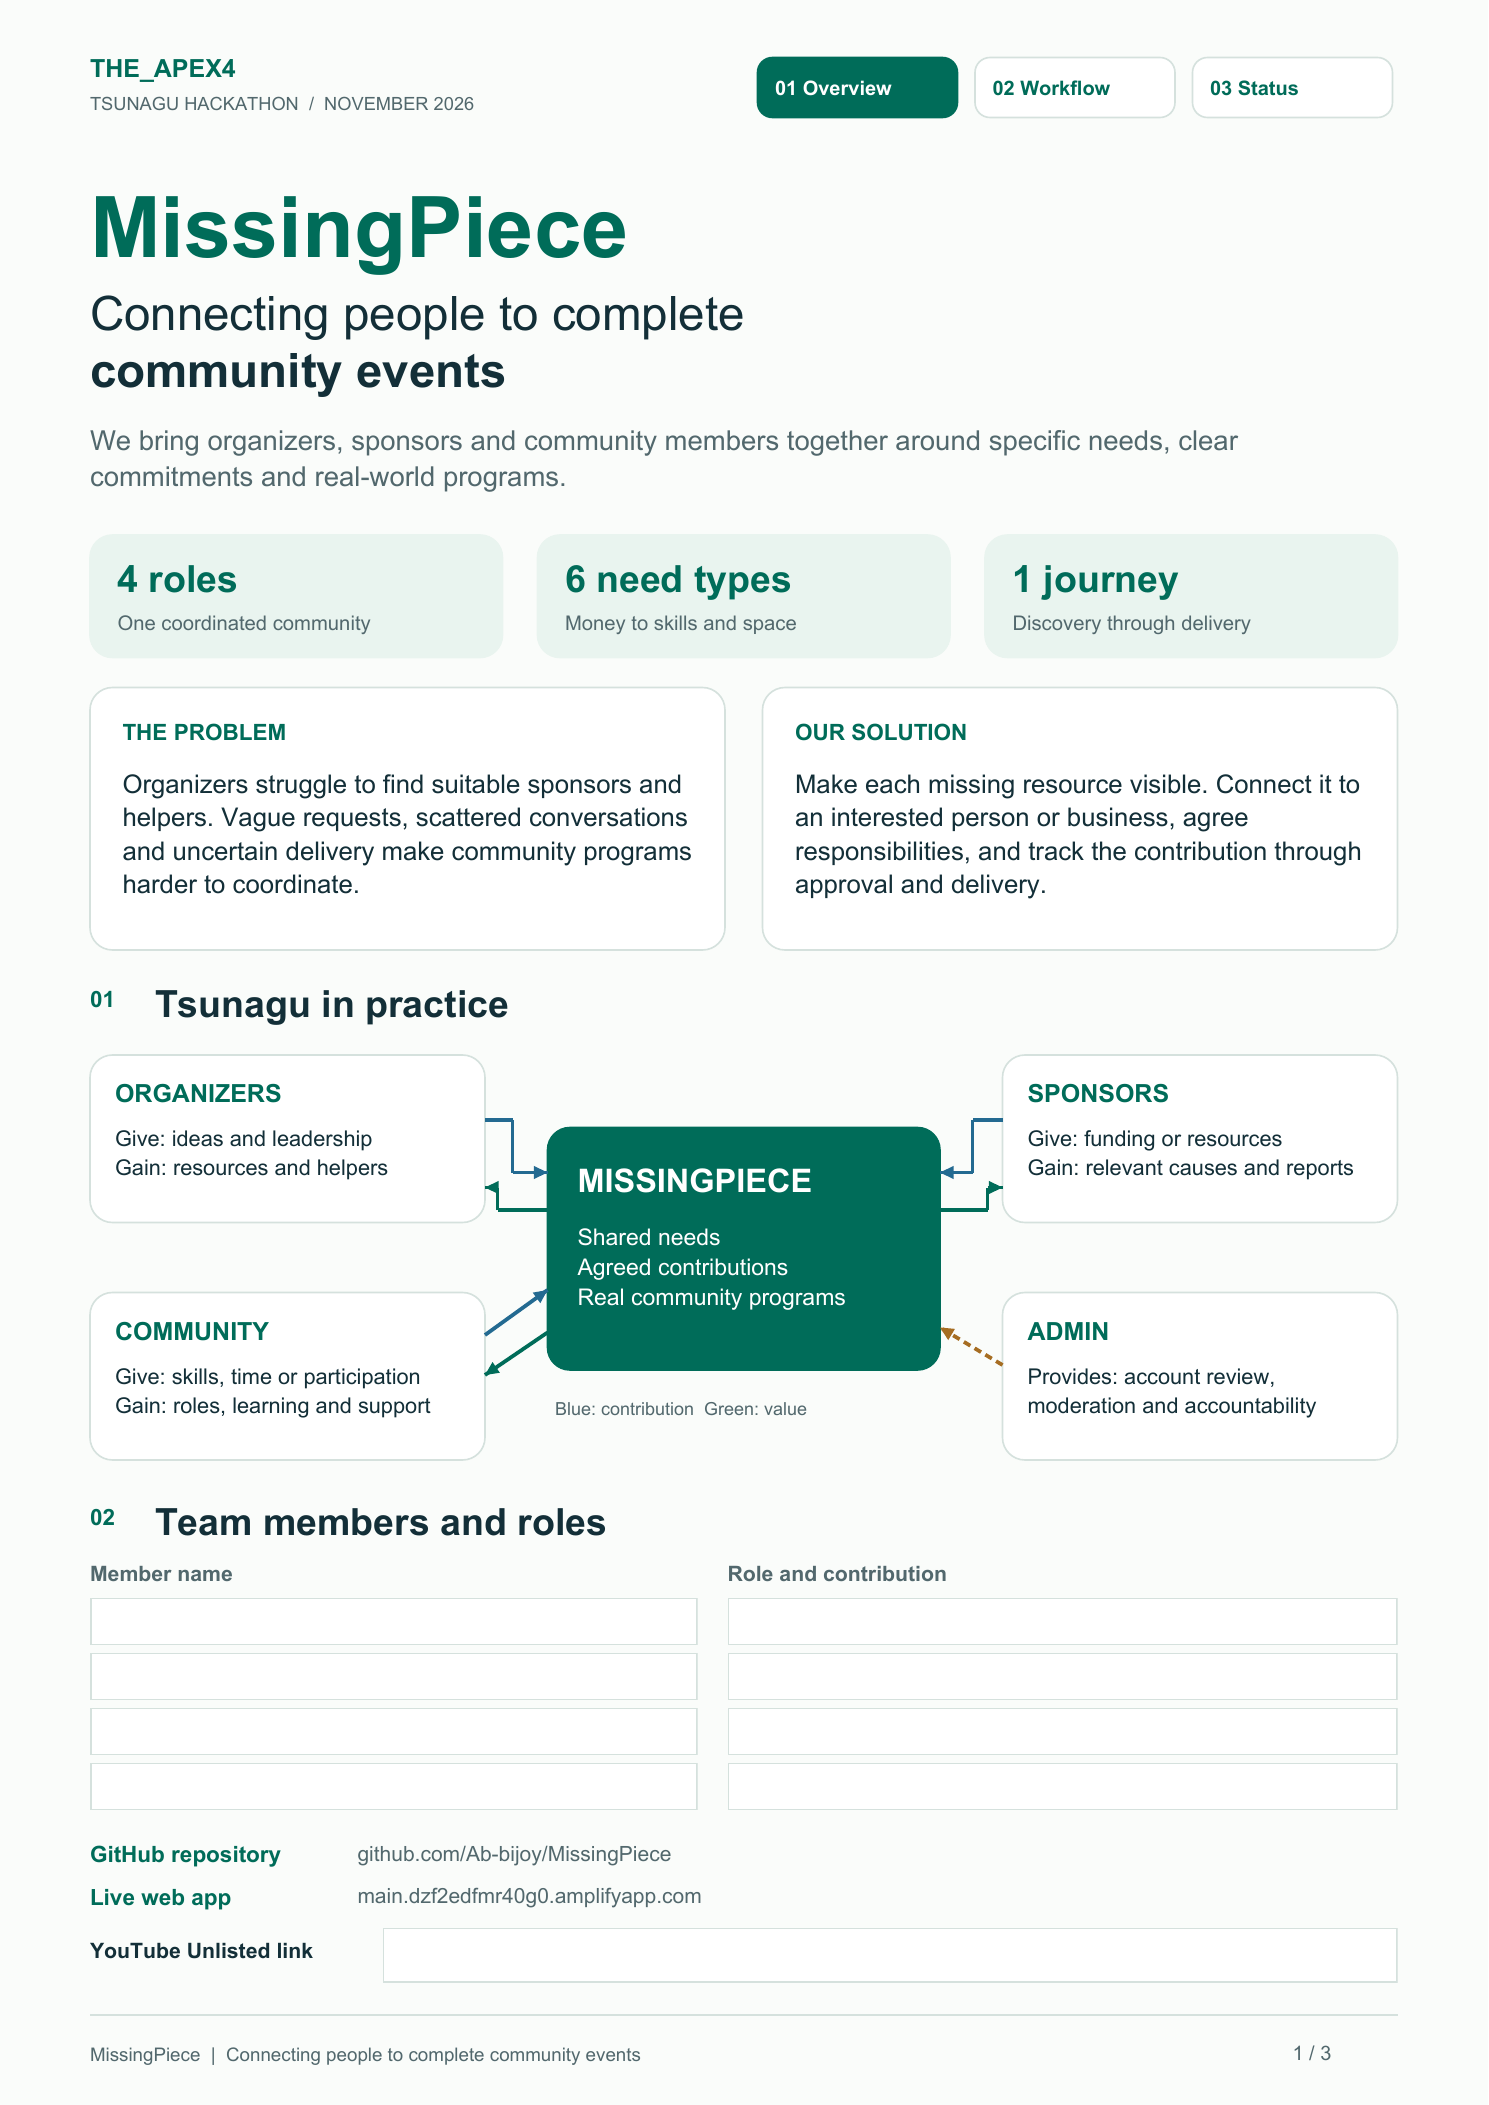 THE_APEX4
TSUNAGU HACKATHON / NOVEMBER 2026
01 Overview
02 Workflow
03 Status
MissingPiece
Connecting people to complete
community events
We bring organizers, sponsors and community members together around specific needs, clear
commitments and real-world programs.
4 roles
One coordinated community
6 need types
Money to skills and space
1 journey
Discovery through delivery
THE PROBLEM
Organizers struggle to find suitable sponsors and
helpers. Vague requests, scattered conversations
and uncertain delivery make community programs
harder to coordinate.
OUR SOLUTION
Make each missing resource visible. Connect it to
an interested person or business, agree
responsibilities, and track the contribution through
approval and delivery.
01 Tsunagu in practice
ORGANIZERS
Give: ideas and leadership
Gain: resources and helpers
SPONSORS
Give: funding or resources
Gain: relevant causes and reports
MISSINGPIECE
Shared needs
Agreed contributions
Real community programs
COMMUNITY
Give: skills, time or participation
Gain: roles, learning and support
ADMIN
Provides: account review,
moderation and accountability
Blue: contribution Green: value
02 Team members and roles
Member name
Role and contribution
GitHub repository
github.com/Ab-bijoy/MissingPiece
Live web app
main.dzf2edfmr40g0.amplifyapp.com
YouTube Unlisted link
MissingPiece | Connecting people to complete community events
1 / 3